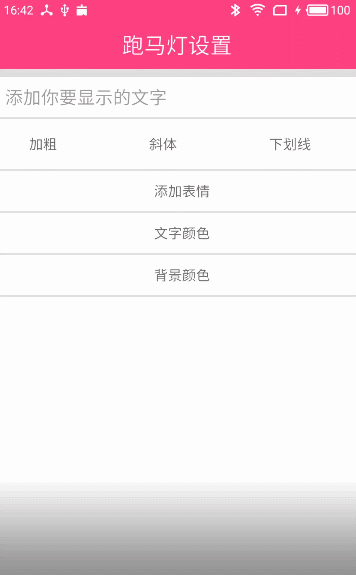 16:42 100
跑马灯设置
添加你要显示的文字
加粗 斜体 下划线
添加表情
文字颜色
背景颜色